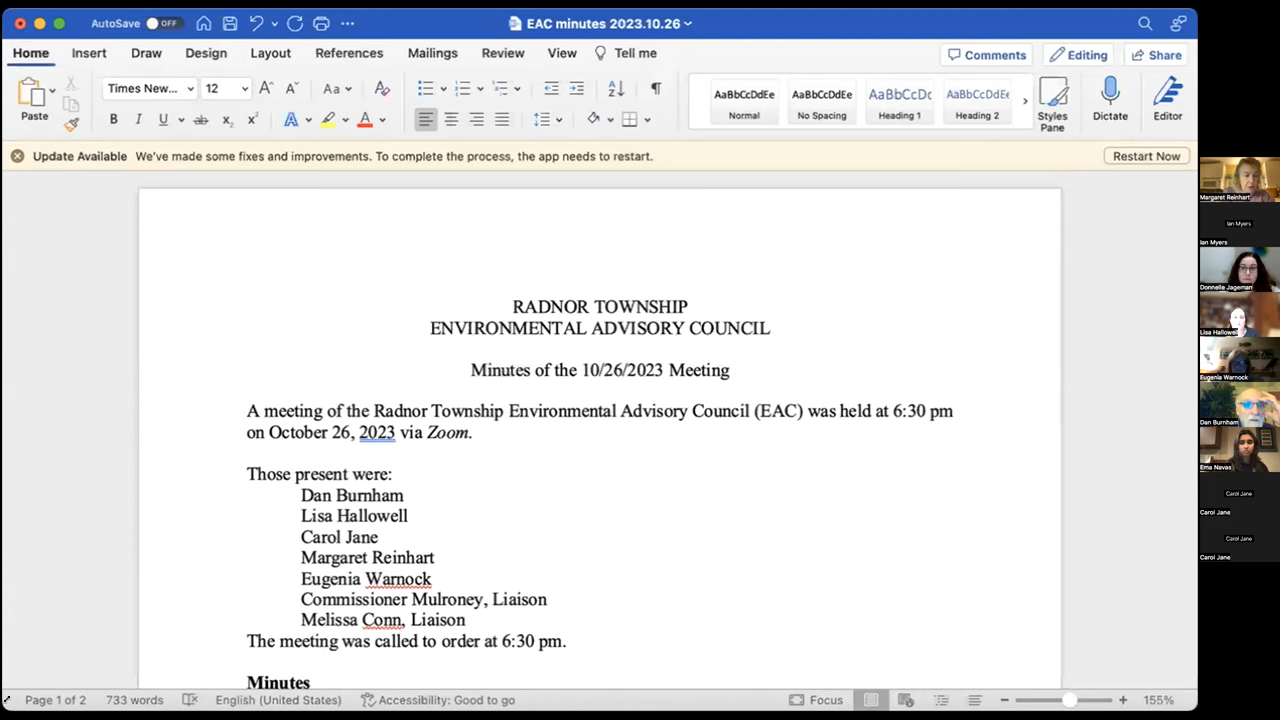 AutoSave OFF
EAC minutes 2023.10.26
Home Insert Draw Design Layout References Mailings Review View Tell me
Comments Editing Share
Paste
Times New... 12
AaBbCcDdEe AaBbCcDdEe AaBbCcDc AaBbCcDdEe
Normal No Spacing Heading 1 Heading 2
Styles Pane
Dictate
Editor
Update Available We've made some fixes and improvements. To complete the process, the app needs to restart. Restart Now
RADNOR TOWNSHIP
ENVIRONMENTAL ADVISORY COUNCIL
Minutes of the 10/26/2023 Meeting
A meeting of the Radnor Township Environmental Advisory Council (EAC) was held at 6:30 pm
on October 26, 2023 via Zoom.
Those present were:
Dan Burnham
Lisa Hallowell
Carol Jane
Margaret Reinhart
Eugenia Warnock
Commissioner Mulroney, Liaison
Melissa Conn, Liaison
The meeting was called to order at 6:30 pm.
Minutes
Page 1 of 2 733 words English (United States) Accessibility: Good to go Focus 155%
Margaret Reinhart
Ian Myers
Ian Myers
Donnelle Jageman
Lisa Hallowell
Eugenia Warnock
Dan Burnham
Ema Navas
Carol Jane
Carol Jane
Carol Jane
Carol Jane